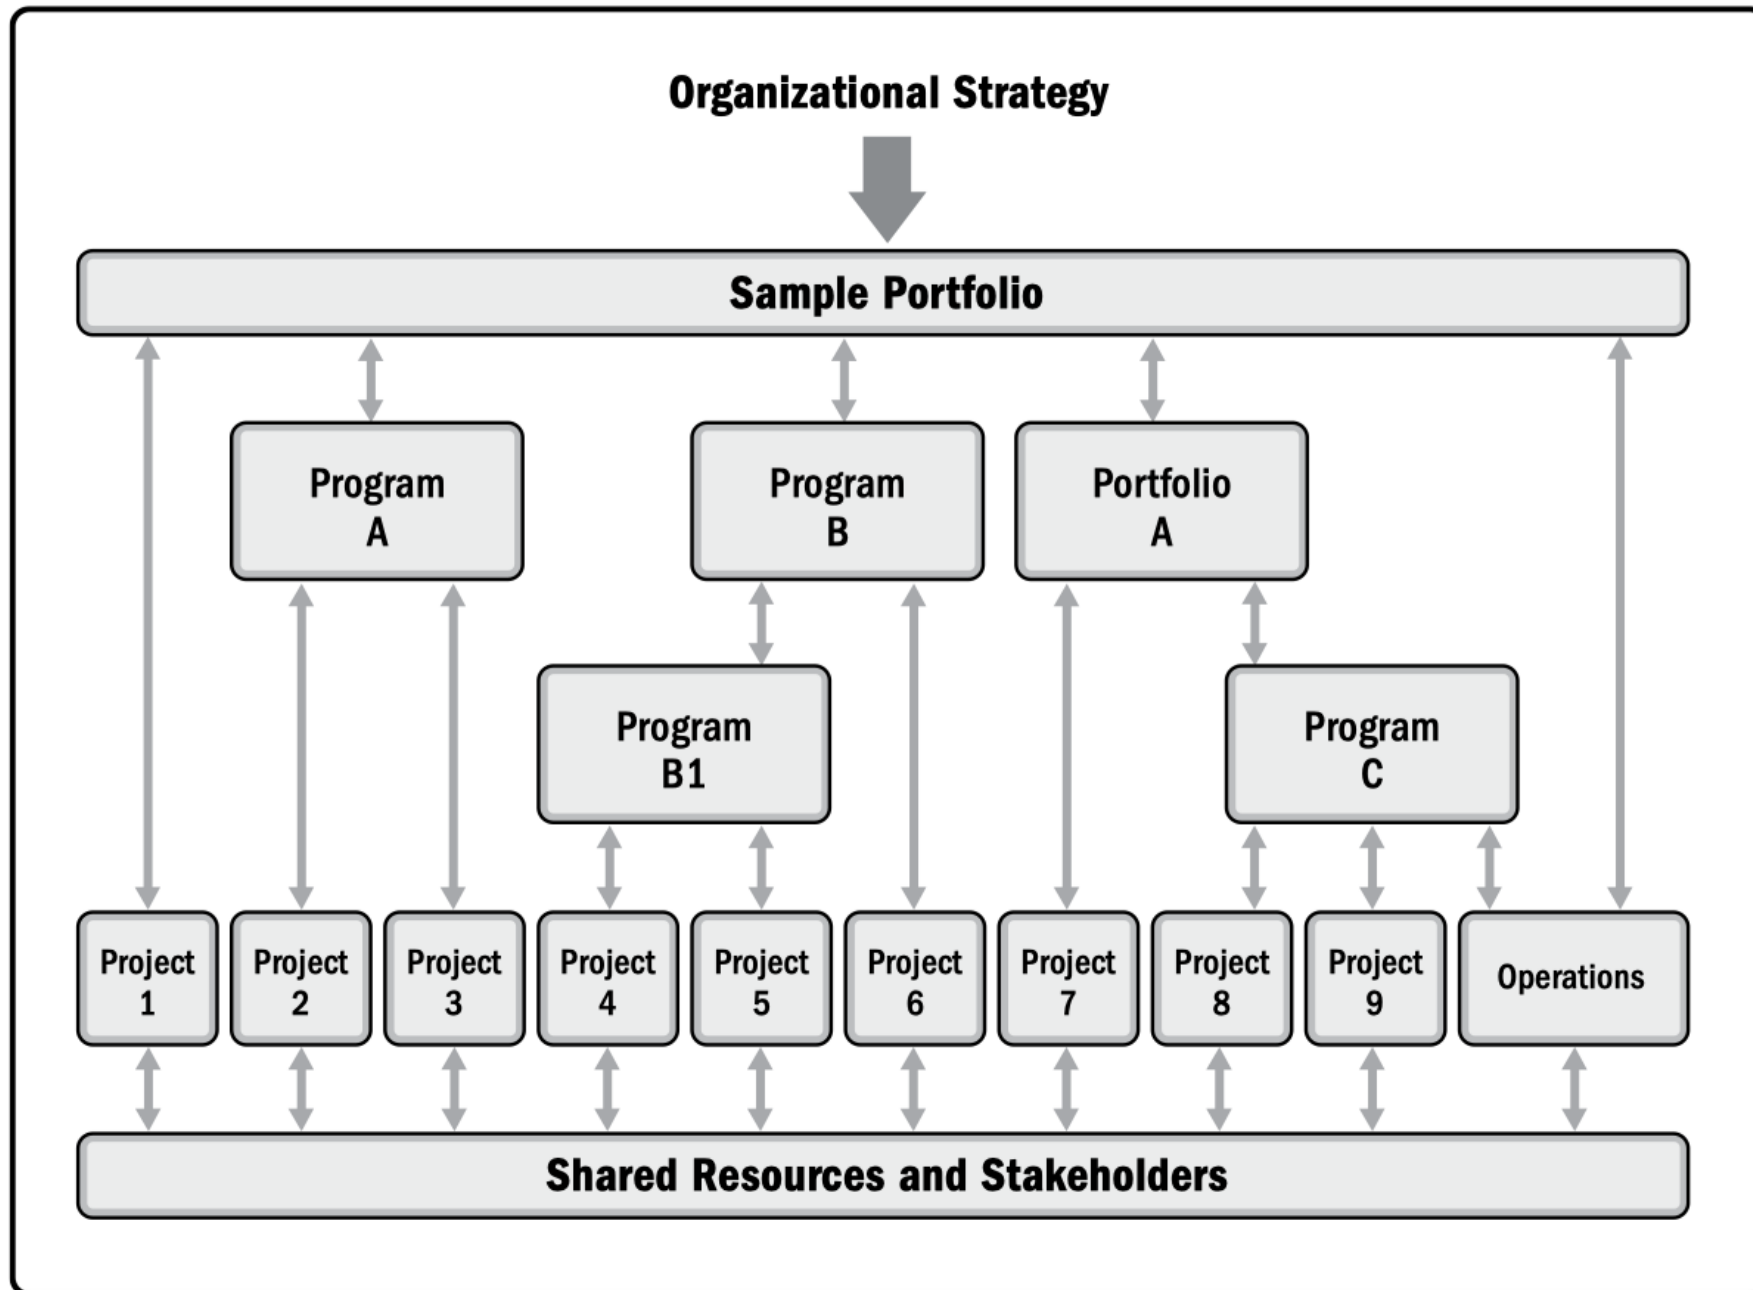 Organizational Strategy
Sample Portfolio
Program
A
Program
B
Portfolio
A
Program
B1
Program
C
Project
1
Project
2
Project
3
Project
4
Project
5
Project
6
Project
7
Project
8
Project
9
Operations
Shared Resources and Stakeholders